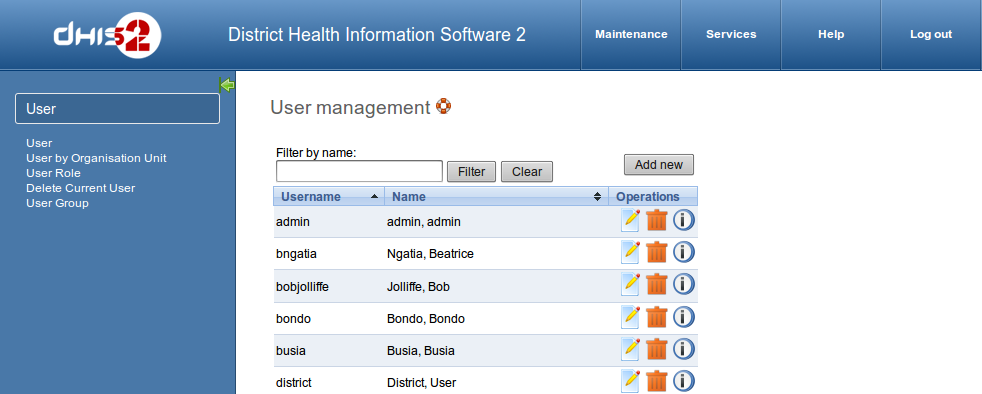 dhis2
District Health Information Software 2
Maintenance
Services
Help
Log out
User
User
User by Organisation Unit
User Role
Delete Current User
User Group
User management
Filter by name:
Filter
Clear
Add new
Username Name Operations
admin admin, admin
bngatia Ngatia, Beatrice
bobjolliffe Jolliffe, Bob
bondo Bondo, Bondo
busia Busia, Busia
district District, User